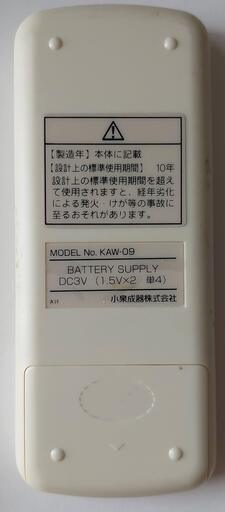 【製造年】本体に記載
【設計上の標準使用期間】 10年
設計上の標準使用期間を超え
て使用されますと、経年劣化
による発火・けが等の事故に
至るおそれがあります。
MODEL No. KAW-09
BATTERY SUPPLY
DC3V （1.5V×2 単4）
小泉成器株式会社